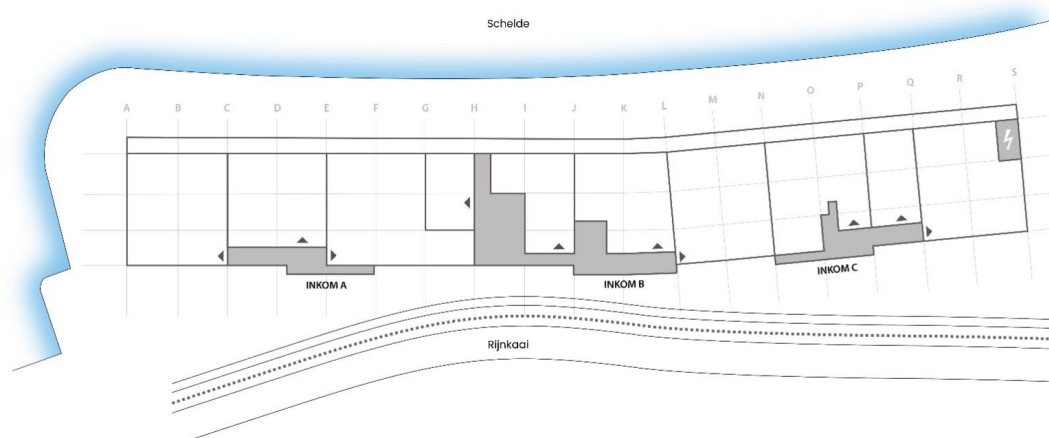 Schelde
A B C D E F G H I J K L M N O P Q R S
INKOM A
INKOM B
INKOM C
Rijnkaai